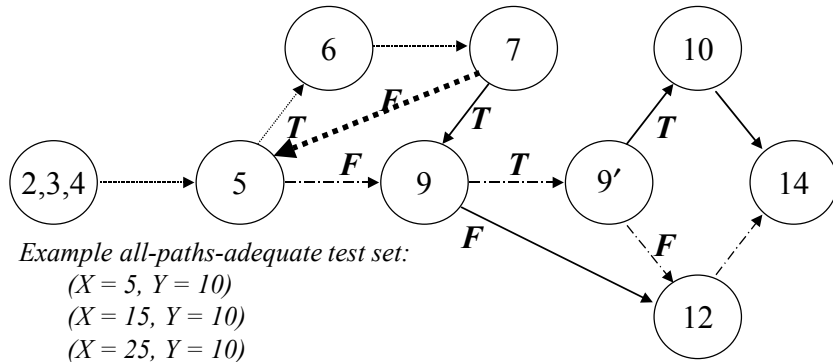 6
7
10
F
T
T
T
2,3,4
5
F
9
T
9′
14
F
F
Example all-paths-adequate test set:
(X = 5, Y = 10)
12
(X = 15, Y = 10)
(X = 25, Y = 10)